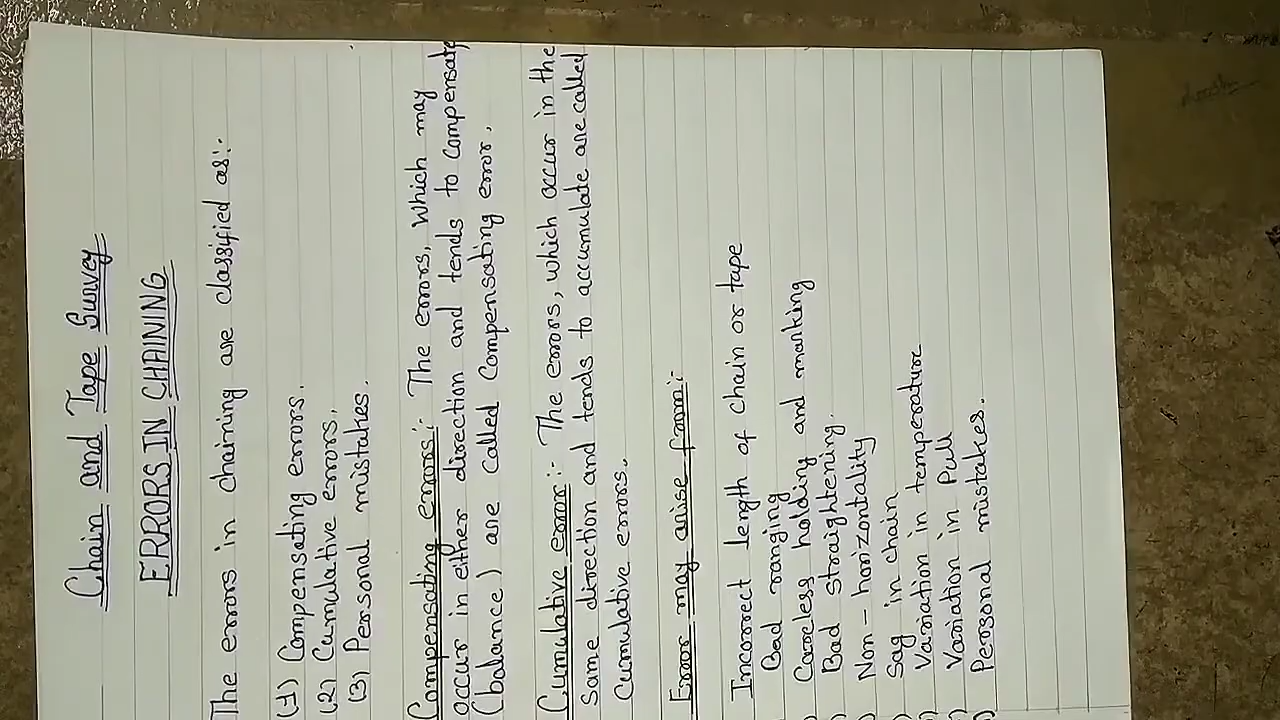 Chain and Tape Survey
ERRORS IN CHAINING
The errors in chaining are classified as:-
(1) Compensating errors.
(2) Cumulative errors.
(3) Personal mistakes.
Compensating errors:- The errors, which may
occur in either direction and tends to compensate
(balance) are called compensating error.
Cumulative error:- The errors, which occur in the
same direction and tends to accumulate are called
cumulative errors.
Error may arise from:-
Incorrect length of chain or tape
Bad ranging
Careless holding and marking
Bad straightening.
Non-horizontality
Sag in chain
Variation in temperature
Variation in Pull
Personal mistakes.